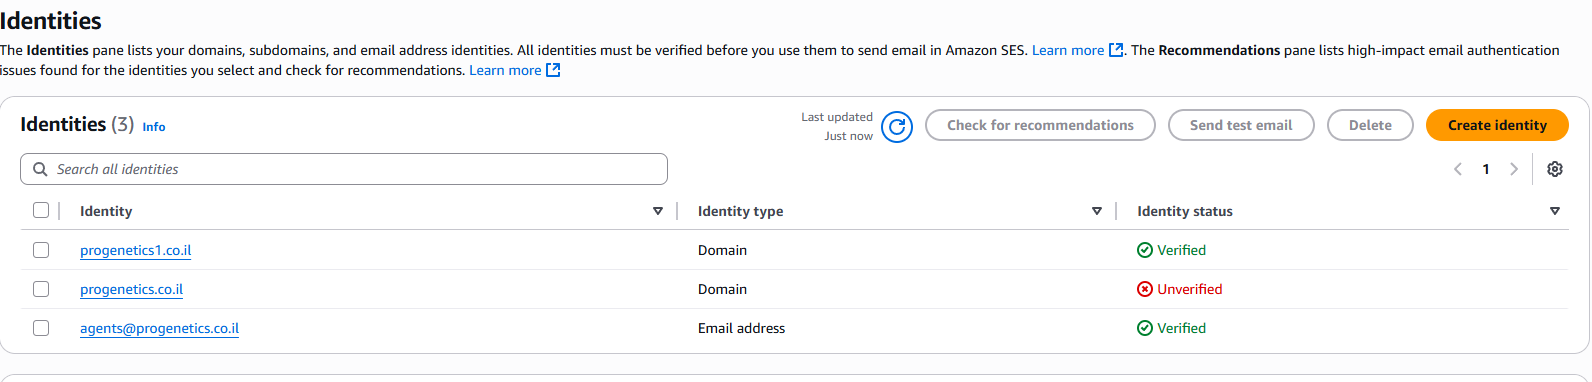 Identities
The Identities pane lists your domains, subdomains, and email address identities. All identities must be verified before you use them to send email in Amazon SES. Learn more. The Recommendations pane lists high-impact email authentication
issues found for the identities you select and check for recommendations. Learn more
Identities (3) Info
Last updated
Just now
Check for recommendations
Send test email
Delete
Create identity
Search all identities
1
Identity Identity type Identity status
progenetics1.co.il Domain Verified
progenetics.co.il Domain Unverified
agents@progenetics.co.il Email address Verified